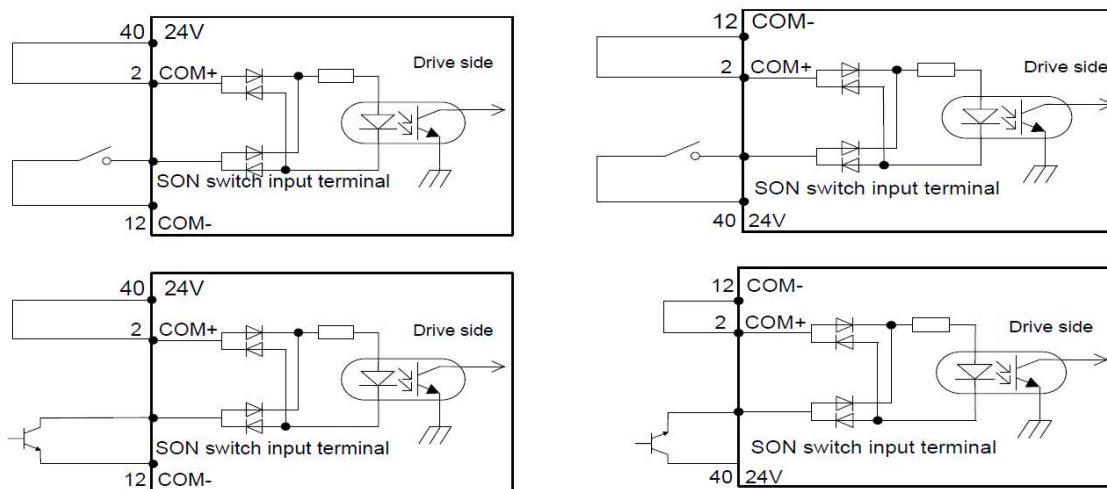 40 24V
2 COM+
Drive side
SON switch input terminal
12 COM-
12 COM-
2 COM+
Drive side
SON switch input terminal
40 24V
40 24V
2 COM+
Drive side
SON switch input terminal
12 COM-
12 COM-
2 COM+
Drive side
SON switch input terminal
40 24V